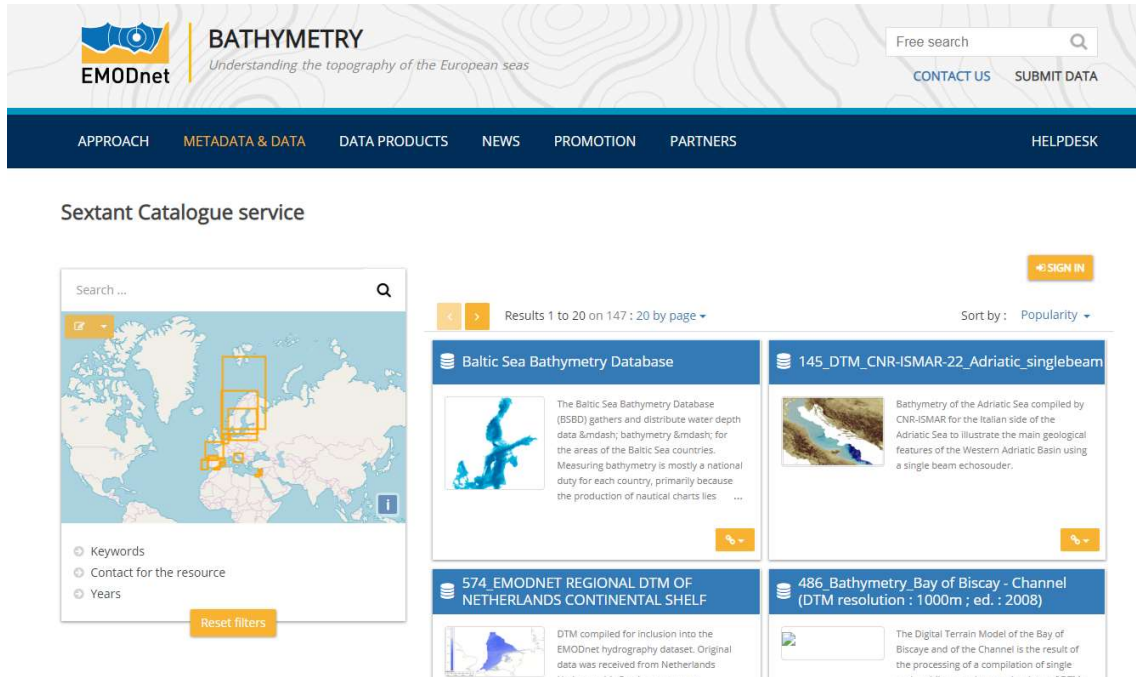 EMODnet
BATHYMETRY
Understanding the topography of the European seas
Free search
CONTACT US SUBMIT DATA
APPROACH METADATA & DATA DATA PRODUCTS NEWS PROMOTION PARTNERS HELPDESK
Sextant Catalogue service
SIGN IN
Search ...
Results 1 to 20 on 147 : 20 by page
Sort by : Popularity
i
Keywords
Contact for the resource
Years
Reset filters
Baltic Sea Bathymetry Database
The Baltic Sea Bathymetry Database
(BSBD) gathers and distribute water depth
data &mdash; bathymetry &mdash; for
the areas of the Baltic Sea countries.
Measuring bathymetry is mostly a national
duty for each country, primarily because
the production of nautical charts lies ...
145_DTM_CNR-ISMAR-22_Adriatic_singlebeam
Bathymetry of the Adriatic Sea compiled by
CNR-ISMAR for the Italian side of the
Adriatic Sea to illustrate the main geological
features of the Western Adriatic Basin using
a single beam echosouder.
574_EMODNET REGIONAL DTM OF
NETHERLANDS CONTINENTAL SHELF
DTM compiled for inclusion into the
EMODnet hydrography dataset. Original
data was received from Netherlands
486_Bathymetry_Bay of Biscay - Channel
(DTM resolution : 1000m ; ed. : 2008)
The Digital Terrain Model of the Bay of
Biscaye and of the Channel is the result of
the processing of a compilation of single